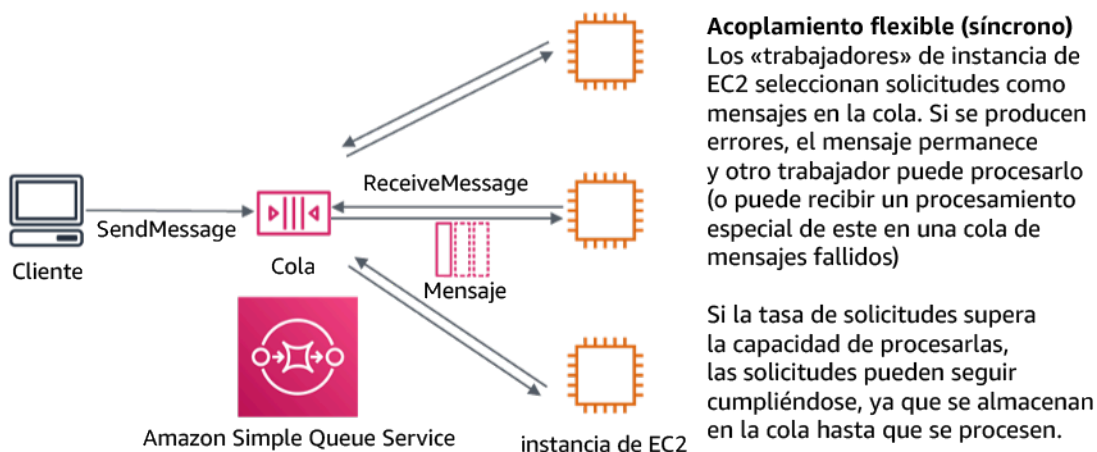 Acoplamiento flexible (síncrono)
Los «trabajadores» de instancia de
EC2 seleccionan solicitudes como
mensajes en la cola. Si se producen
errores, el mensaje permanece
y otro trabajador puede procesarlo
(o puede recibir un procesamiento
especial de este en una cola de
mensajes fallidos)
Si la tasa de solicitudes supera
la capacidad de procesarlas,
las solicitudes pueden seguir
cumpliéndose, ya que se almacenan
en la cola hasta que se procesen.
ReceiveMessage
SendMessage
Cliente
Cola
Mensaje
Amazon Simple Queue Service
instancia de EC2